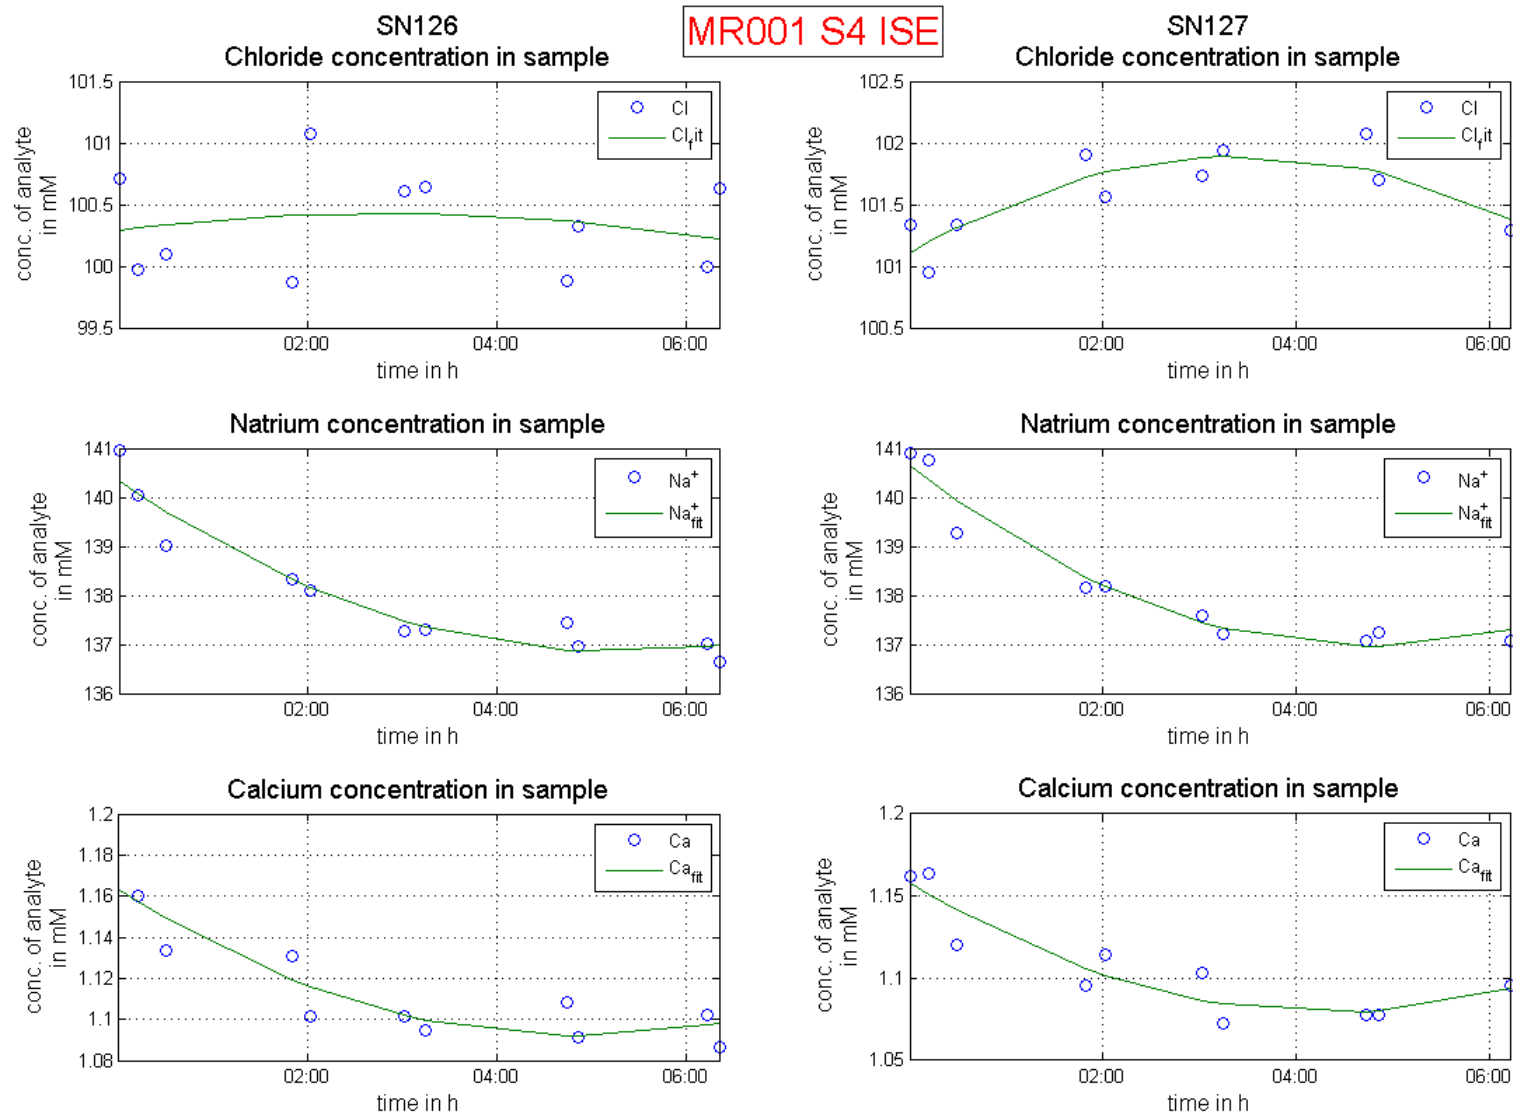 MR001 S4 ISE
SN126
Chloride concentration in sample
101.5
101
100.5
100
99.5
conc. of analyte
in mM
Cl
Cl_fit
02:00 04:00 06:00
time in h
SN127
Chloride concentration in sample
102.5
102
101.5
101
100.5
conc. of analyte
in mM
Cl
Cl_fit
02:00 04:00 06:00
time in h
Natrium concentration in sample
141
140
139
138
137
136
conc. of analyte
in mM
Na⁺
Na⁺fit
02:00 04:00 06:00
time in h
Natrium concentration in sample
141
140
139
138
137
136
conc. of analyte
in mM
Na⁺
Na⁺fit
02:00 04:00 06:00
time in h
Calcium concentration in sample
1.2
1.18
1.16
1.14
1.12
1.1
1.08
conc. of analyte
in mM
Ca
Cafit
02:00 04:00 06:00
time in h
Calcium concentration in sample
1.2
1.15
1.1
1.05
conc. of analyte
in mM
Ca
Cafit
02:00 04:00 06:00
time in h